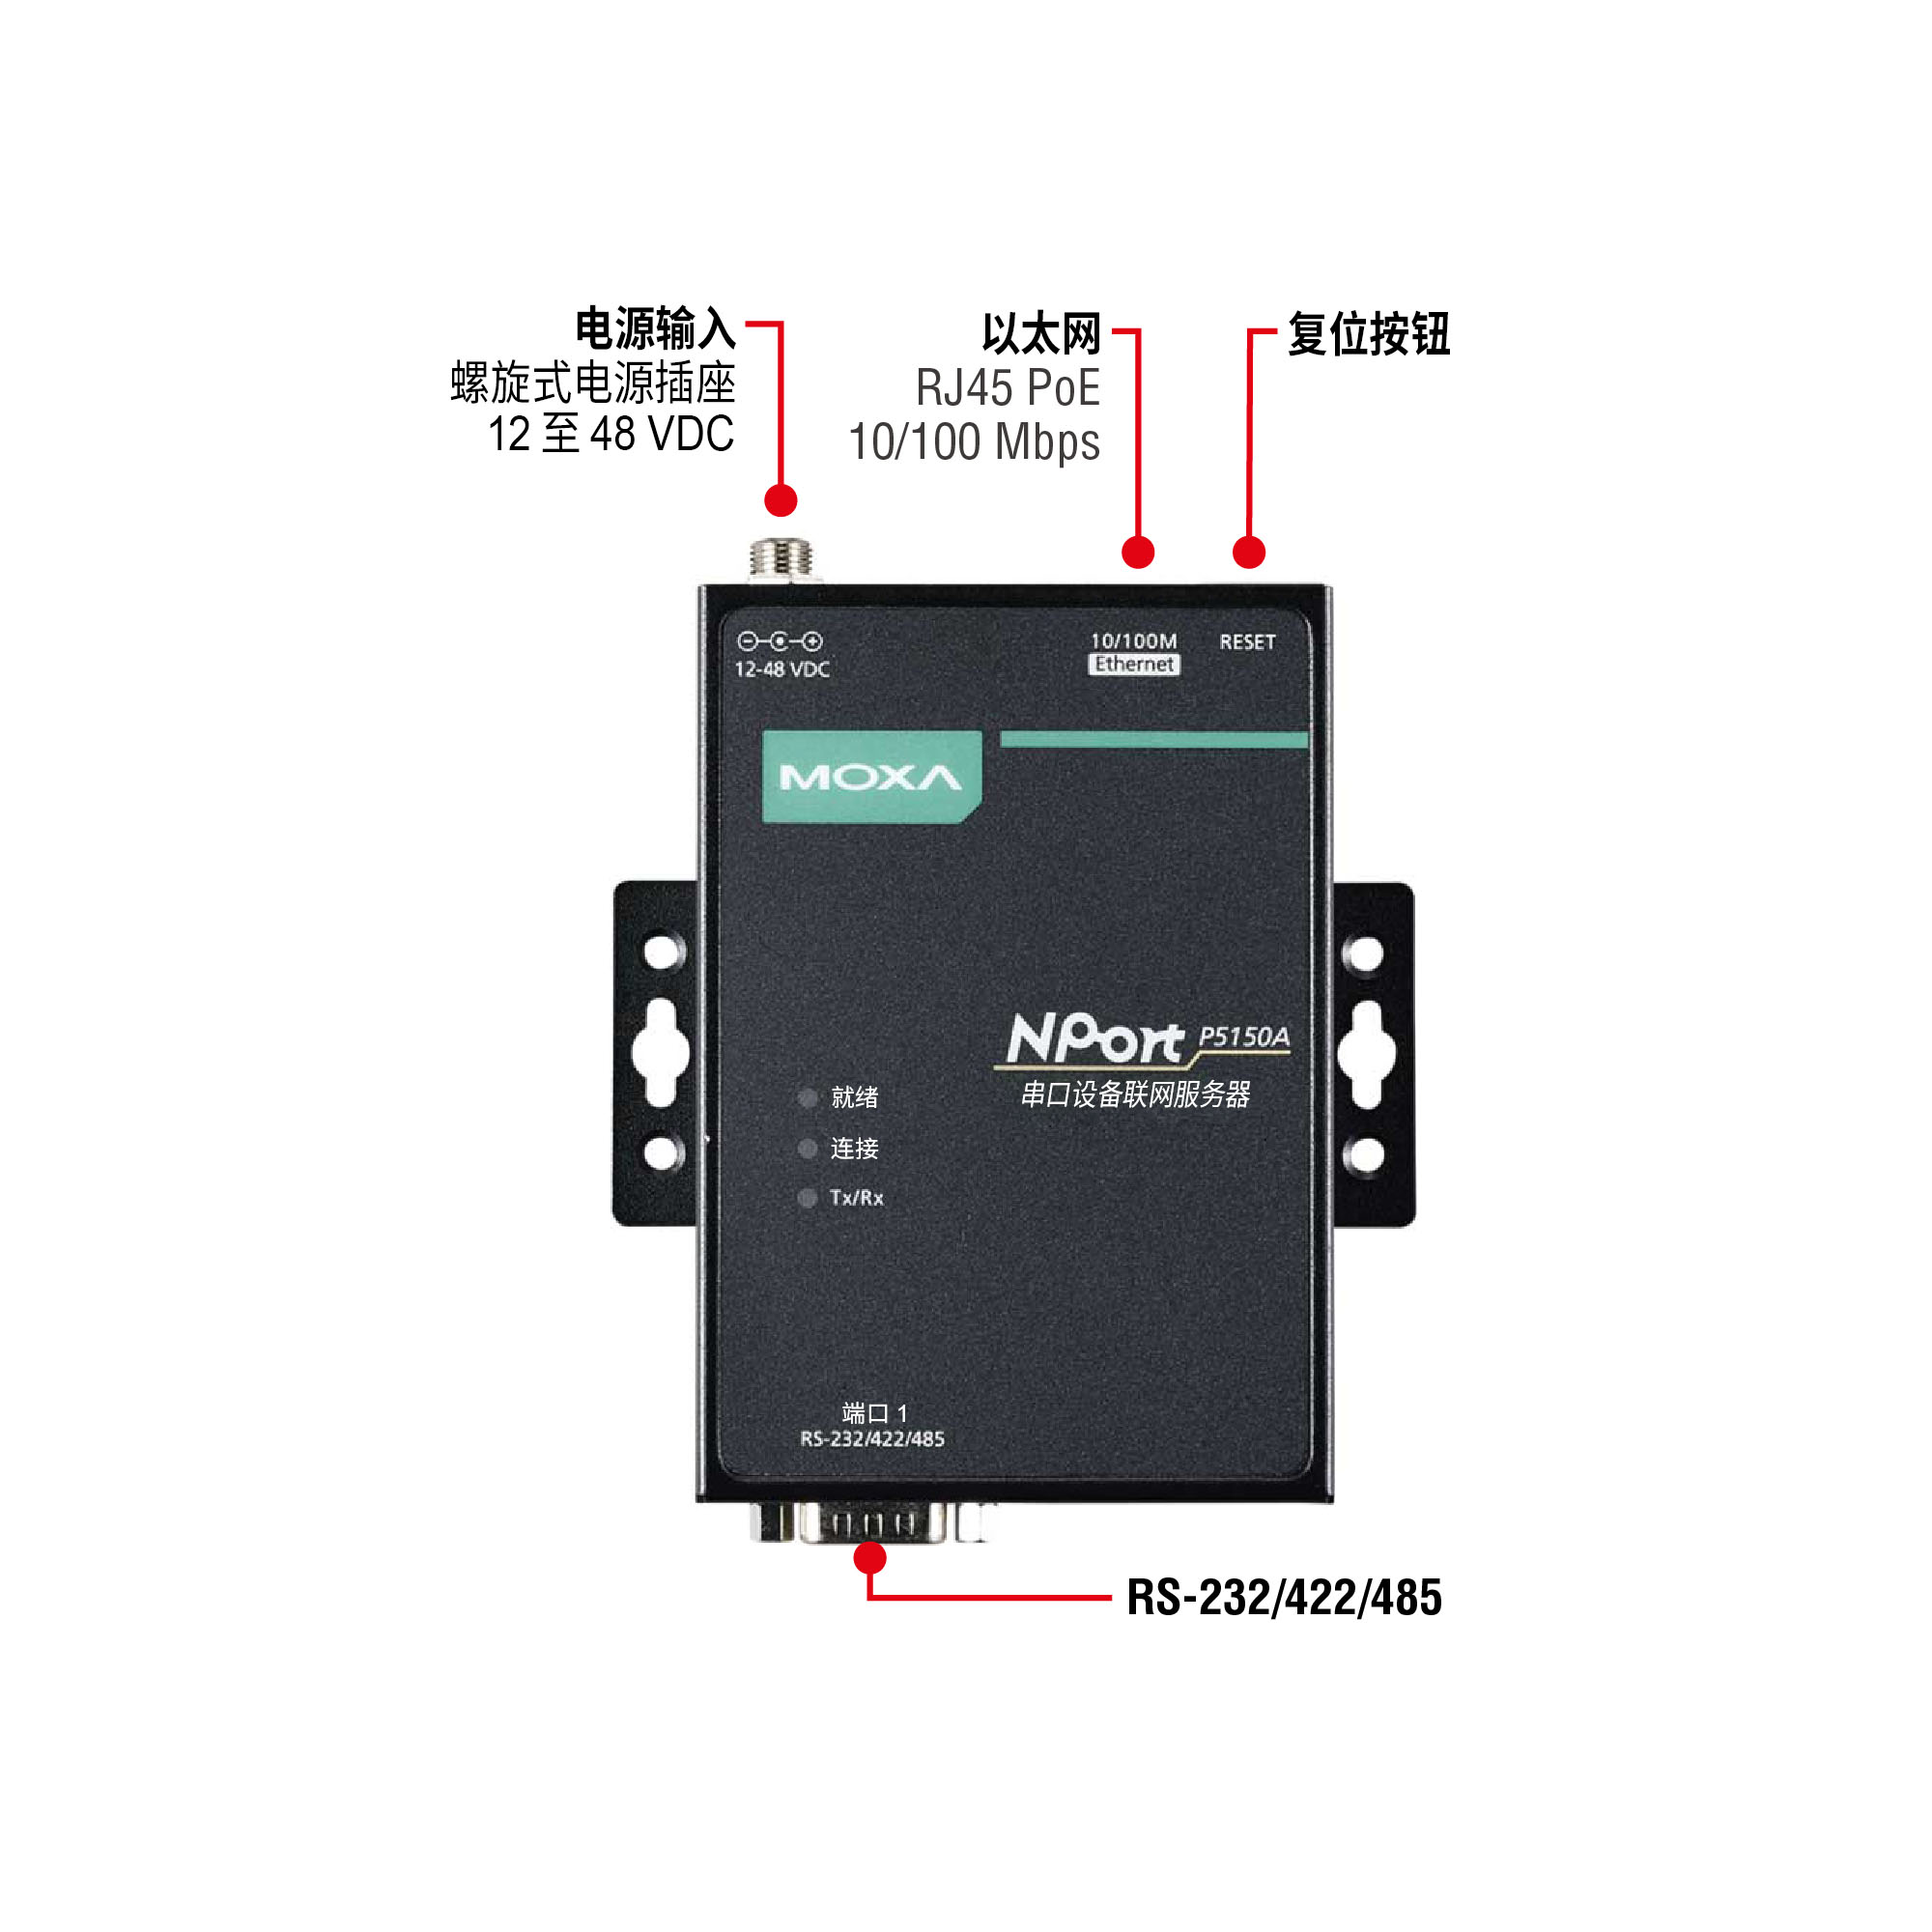 电源输入
螺旋式电源插座
12 至 48 VDC
以太网
RJ45 PoE
10/100 Mbps
复位按钮
12-48 VDC
10/100M
Ethernet
RESET
MOXA
NPort P5150A
串口设备联网服务器
就绪
连接
Tx/Rx
端口 1
RS-232/422/485
RS-232/422/485